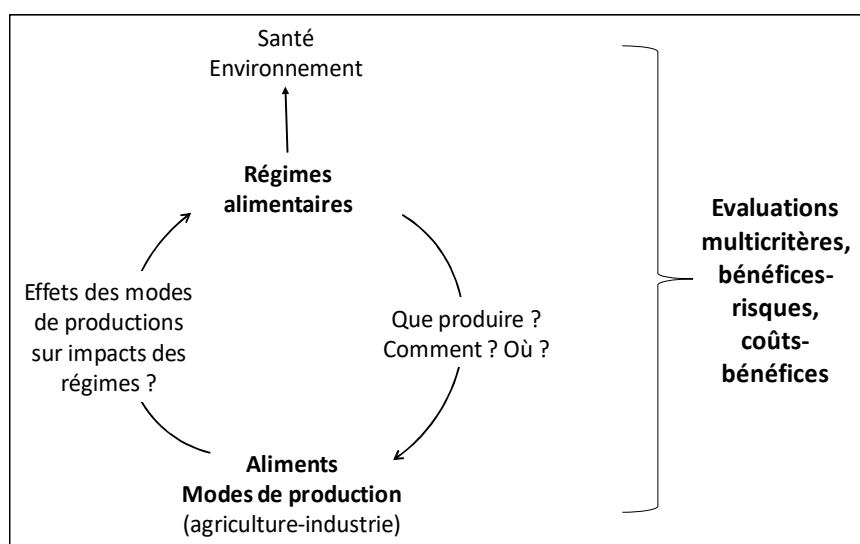 Santé
Environnement
Régimes
alimentaires
Effets des modes
de productions
sur impacts des
régimes ?
Que produire ?
Comment ? Où ?
Aliments
Modes de production
(agriculture-industrie)
Evaluations
multicritères,
bénéfices-
risques,
coûts-
bénéfices